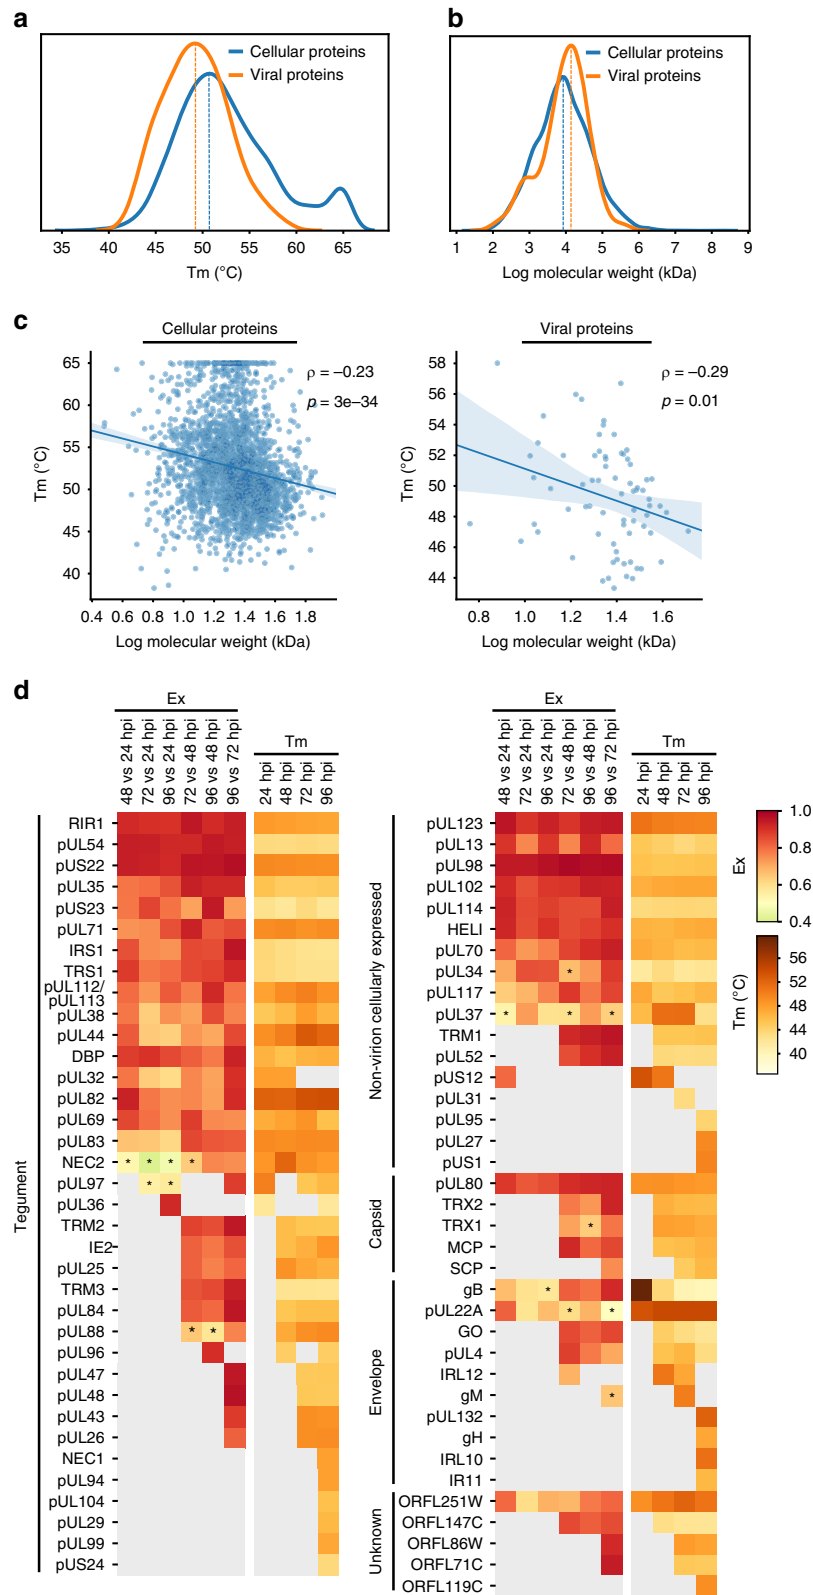 a
Cellular proteins
Viral proteins
35 40 45 50 55 60 65
Tm (°C)
b
Cellular proteins
Viral proteins
1 2 3 4 5 6 7 8 9
Log molecular weight (kDa)
c
Cellular proteins
ρ = –0.23
p = 3e–34
Tm (°C)
65
60
55
50
45
40
0.4 0.6 0.8 1.0 1.2 1.4 1.6 1.8
Log molecular weight (kDa)
Viral proteins
ρ = –0.29
p = 0.01
Tm (°C)
58
56
54
52
50
48
46
44
0.8 1.0 1.2 1.4 1.6
Log molecular weight (kDa)
d
Ex
48 vs 24 hpi
72 vs 24 hpi
96 vs 24 hpi
72 vs 48 hpi
96 vs 48 hpi
96 vs 72 hpi
Tm
24 hpi
48 hpi
72 hpi
96 hpi
Tegument
RIR1
pUL54
pUS22
pUL35
pUS23
pUL71
IRS1
TRS1
pUL112/
pUL113
pUL38
pUL44
DBP
pUL32
pUL82
pUL69
pUL83
NEC2 * * * *
pUL97 * *
pUL36
TRM2
IE2
pUL25
TRM3
pUL84
pUL88 * *
pUL96
pUL47
pUL48
pUL43
pUL26
NEC1
pUL94
pUL104
pUL29
pUL99
pUS24
Ex
48 vs 24 hpi
72 vs 24 hpi
96 vs 24 hpi
72 vs 48 hpi
96 vs 48 hpi
96 vs 72 hpi
Tm
24 hpi
48 hpi
72 hpi
96 hpi
Non-virion cellularly expressed
pUL123
pUL13
pUL98
pUL102
pUL114
HELI
pUL70
pUL34 *
pUL117
pUL37 * * *
TRM1
pUL52
pUS12
pUL31
pUL95
pUL27
pUS1
Capsid
pUL80
TRX2
TRX1 *
MCP
SCP
Envelope
gB *
pUL22A * *
GO
pUL4
IRL12
gM *
pUL132
gH
IRL10
IR11
Unknown
ORFL251W
ORFL147C
ORFL86W
ORFL71C
ORFL119C
Ex
1.0
0.8
0.6
0.4
Tm (°C)
56
52
48
44
40